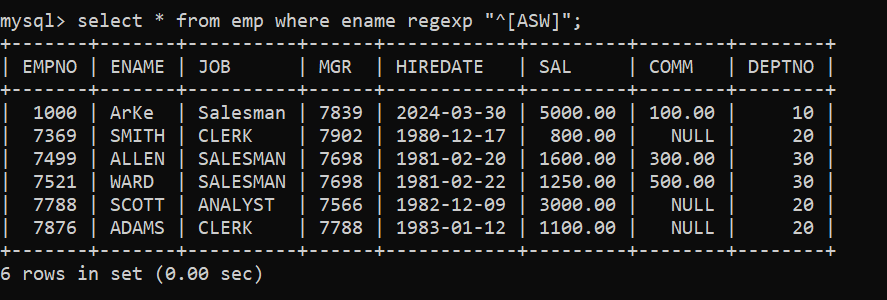 mysql> select * from emp where ename regexp "^[ASW]";
+-------+-------+----------+------+------------+---------+--------+--------+
| EMPNO | ENAME | JOB      | MGR  | HIREDATE   | SAL     | COMM   | DEPTNO |
+-------+-------+----------+------+------------+---------+--------+--------+
|  1000 | ArKe  | Salesman | 7839 | 2024-03-30 | 5000.00 | 100.00 |     10 |
|  7369 | SMITH | CLERK    | 7902 | 1980-12-17 |  800.00 |   NULL |     20 |
|  7499 | ALLEN | SALESMAN | 7698 | 1981-02-20 | 1600.00 | 300.00 |     30 |
|  7521 | WARD  | SALESMAN | 7698 | 1981-02-22 | 1250.00 | 500.00 |     30 |
|  7788 | SCOTT | ANALYST  | 7566 | 1982-12-09 | 3000.00 |   NULL |     20 |
|  7876 | ADAMS | CLERK    | 7788 | 1983-01-12 | 1100.00 |   NULL |     20 |
+-------+-------+----------+------+------------+---------+--------+--------+
6 rows in set (0.00 sec)